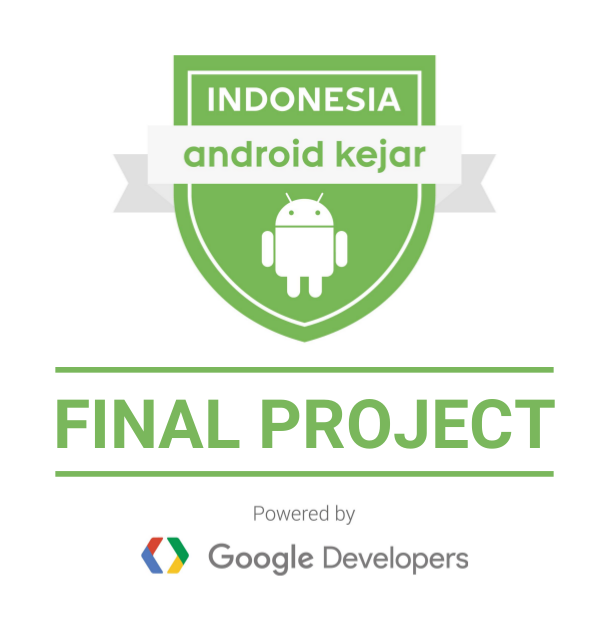 INDONESIA
android kejar
FINAL PROJECT
Powered by
Google Developers